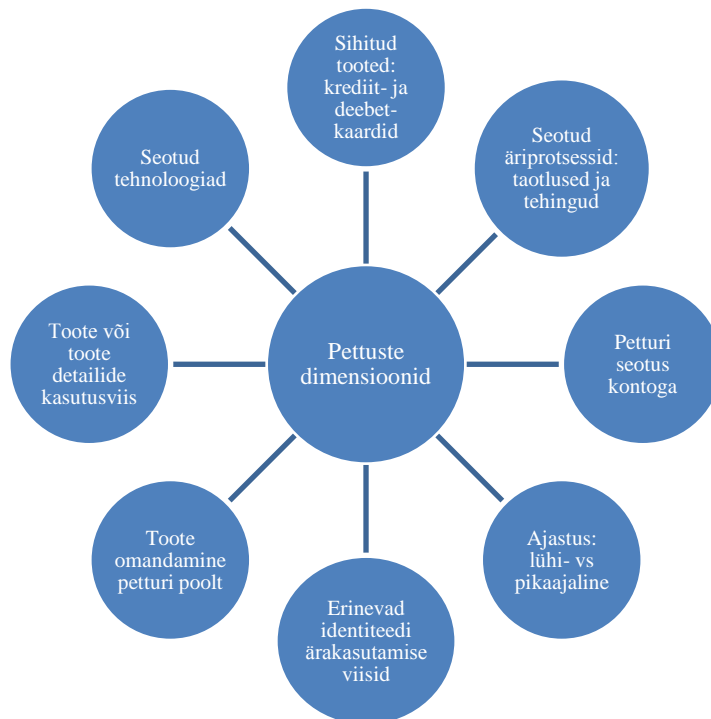 Sihitud
tooted:
krediit- ja
deebet-
kaardid
Seotud
äriprotsessid:
taotlused ja
tehingud
Petturi
seotus
kontoga
Ajastus:
lühi- vs
pikaajaline
Erinevad
identiteedi
ärakasutamise
viisid
Toote
omandamine
petturi poolt
Toote või
toote
detailide
kasutusviis
Seotud
tehnoloogiad
Pettuste
dimensioonid